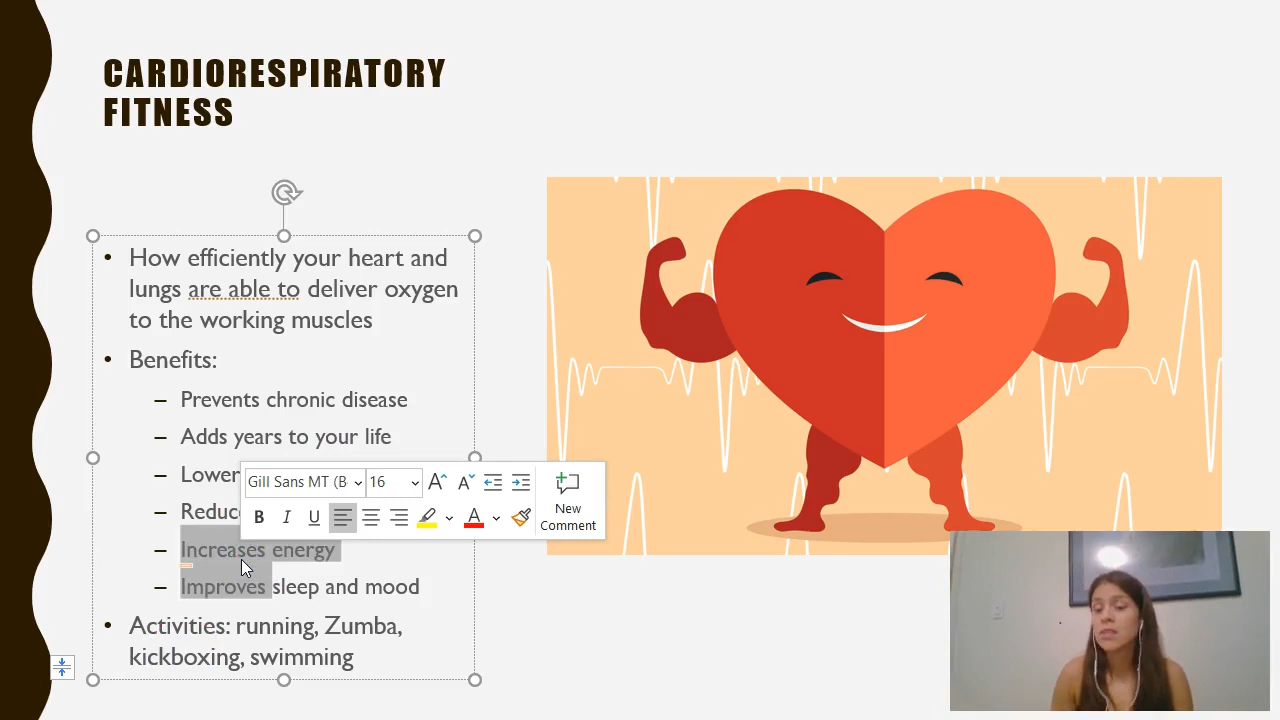 CARDIORESPIRATORY
FITNESS
• How efficiently your heart and
lungs are able to deliver oxygen
to the working muscles
• Benefits:
– Prevents chronic disease
– Adds years to your life
– Lower
– Reduc
– Increases energy
– Improves sleep and mood
• Activities: running, Zumba,
kickboxing, swimming
Gill Sans MT (B 16 A A
B I U A
New
Comment